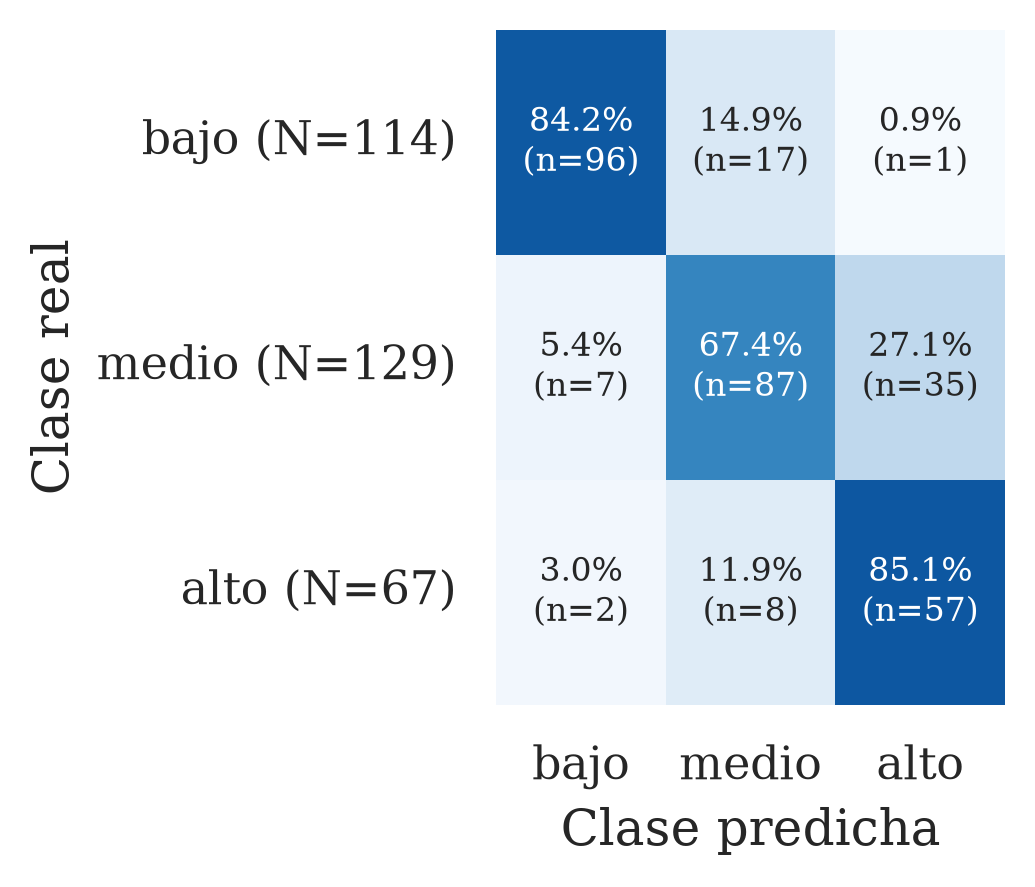 Clase real
bajo (N=114)
84.2%
(n=96)
14.9%
(n=17)
0.9%
(n=1)
medio (N=129)
5.4%
(n=7)
67.4%
(n=87)
27.1%
(n=35)
alto (N=67)
3.0%
(n=2)
11.9%
(n=8)
85.1%
(n=57)
bajo
medio
alto
Clase predicha